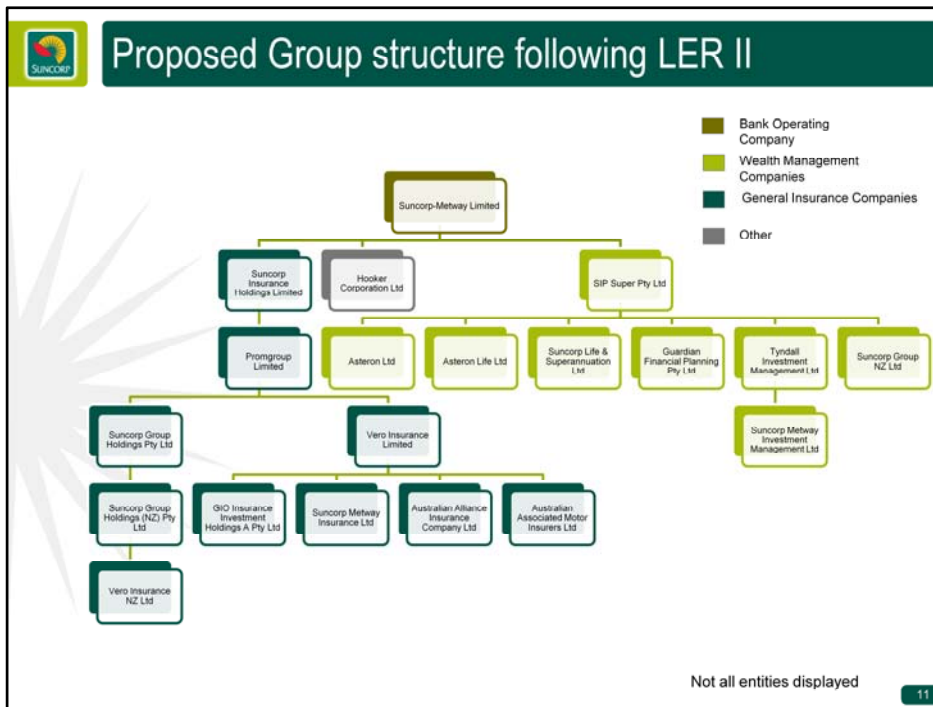 SUNCORP
Proposed Group structure following LER II
Bank Operating
Company
Wealth Management
Companies
General Insurance Companies
Other
Suncorp-Metway Limited
Suncorp
Insurance
Holdings Limited
Hooker
Corporation Ltd
SIP Super Pty Ltd
Promgroup
Limited
Asteron Ltd
Asteron Life Ltd
Suncorp Life &
Superannuation
Ltd
Guardian
Financial Planning
Pty Ltd
Tyndall
Investment
Management Ltd
Suncorp Group
NZ Ltd
Suncorp Group
Holdings Pty Ltd
Vero Insurance
Limited
Suncorp Metway
Investment
Management Ltd
Suncorp Group
Holdings (NZ) Pty
Ltd
GIO Insurance
Investment
Holdings A Pty Ltd
Suncorp Metway
Insurance Ltd
Australian Alliance
Insurance
Company Ltd
Australian
Associated Motor
Insurers Ltd
Vero Insurance
NZ Ltd
Not all entities displayed
11